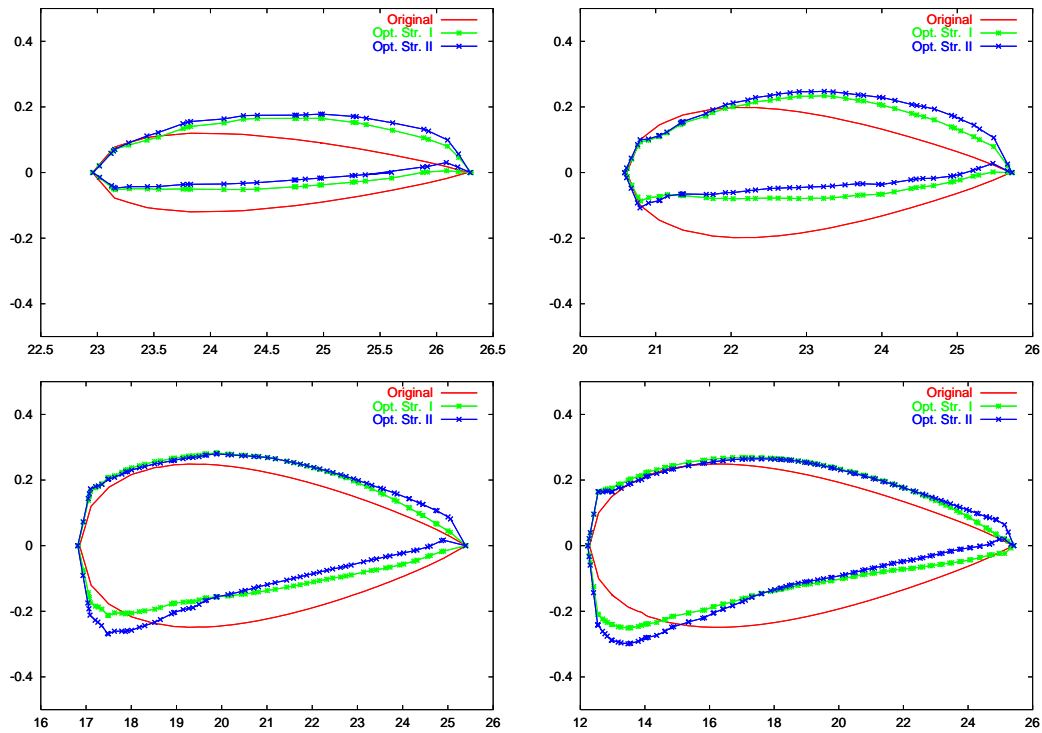 Original
Opt. Str. I
Opt. Str. II
0.4
0.2
0
-0.2
-0.4
22.5 23 23.5 24 24.5 25 25.5 26 26.5
Original
Opt. Str. I
Opt. Str. II
0.4
0.2
0
-0.2
-0.4
20 21 22 23 24 25 26
Original
Opt. Str. I
Opt. Str. II
0.4
0.2
0
-0.2
-0.4
16 17 18 19 20 21 22 23 24 25 26
Original
Opt. Str. I
Opt. Str. II
0.4
0.2
0
-0.2
-0.4
12 14 16 18 20 22 24 26